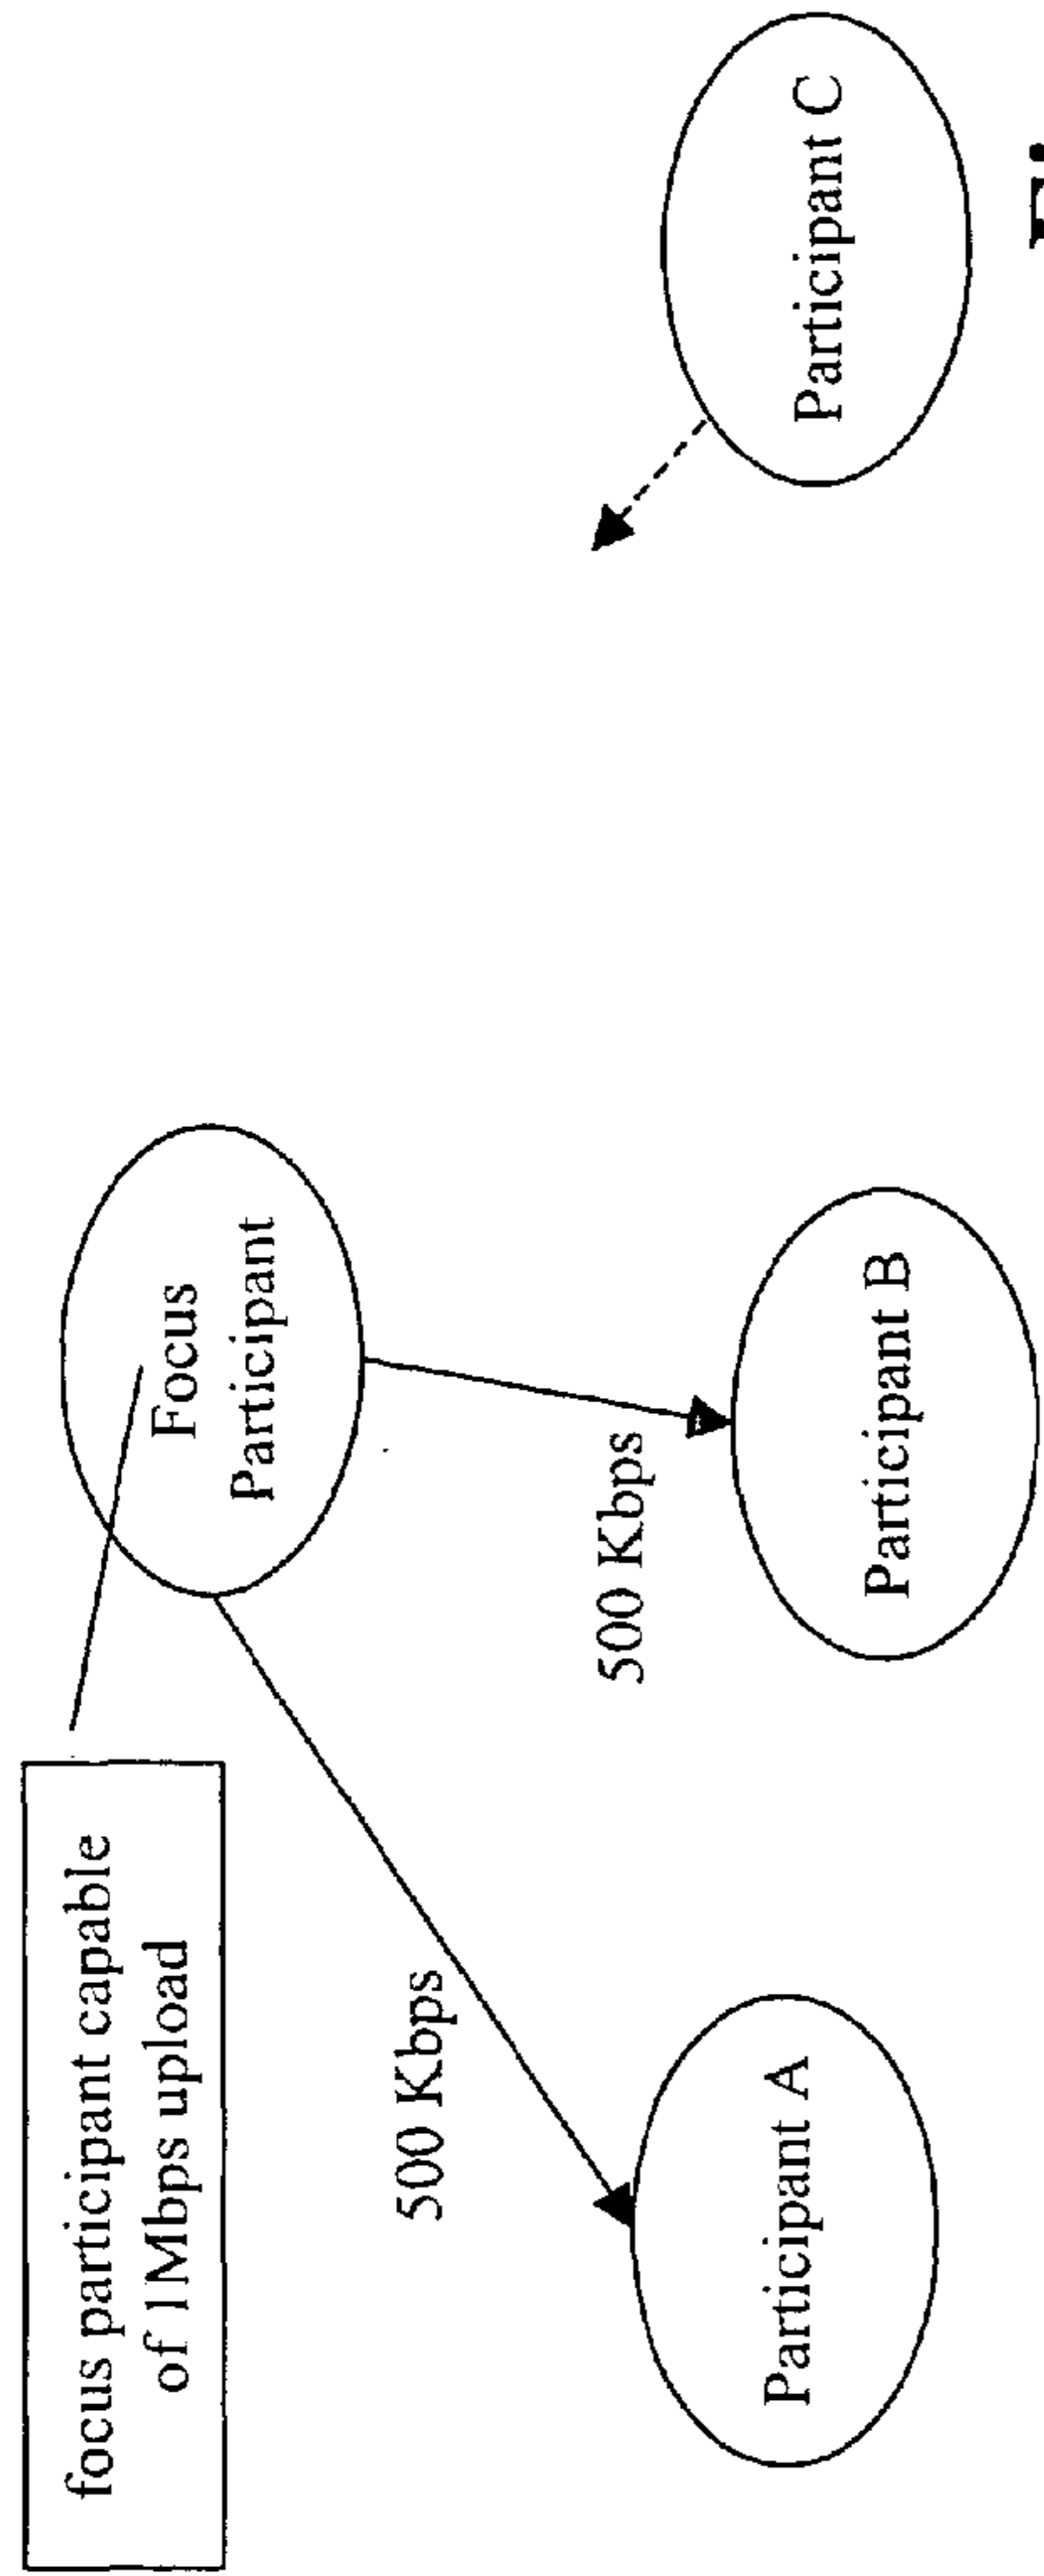 focus participant capable
of 1Mbps upload
Focus
Participant
500 Kbps
500 Kbps
Participant A
Participant B
Participant C